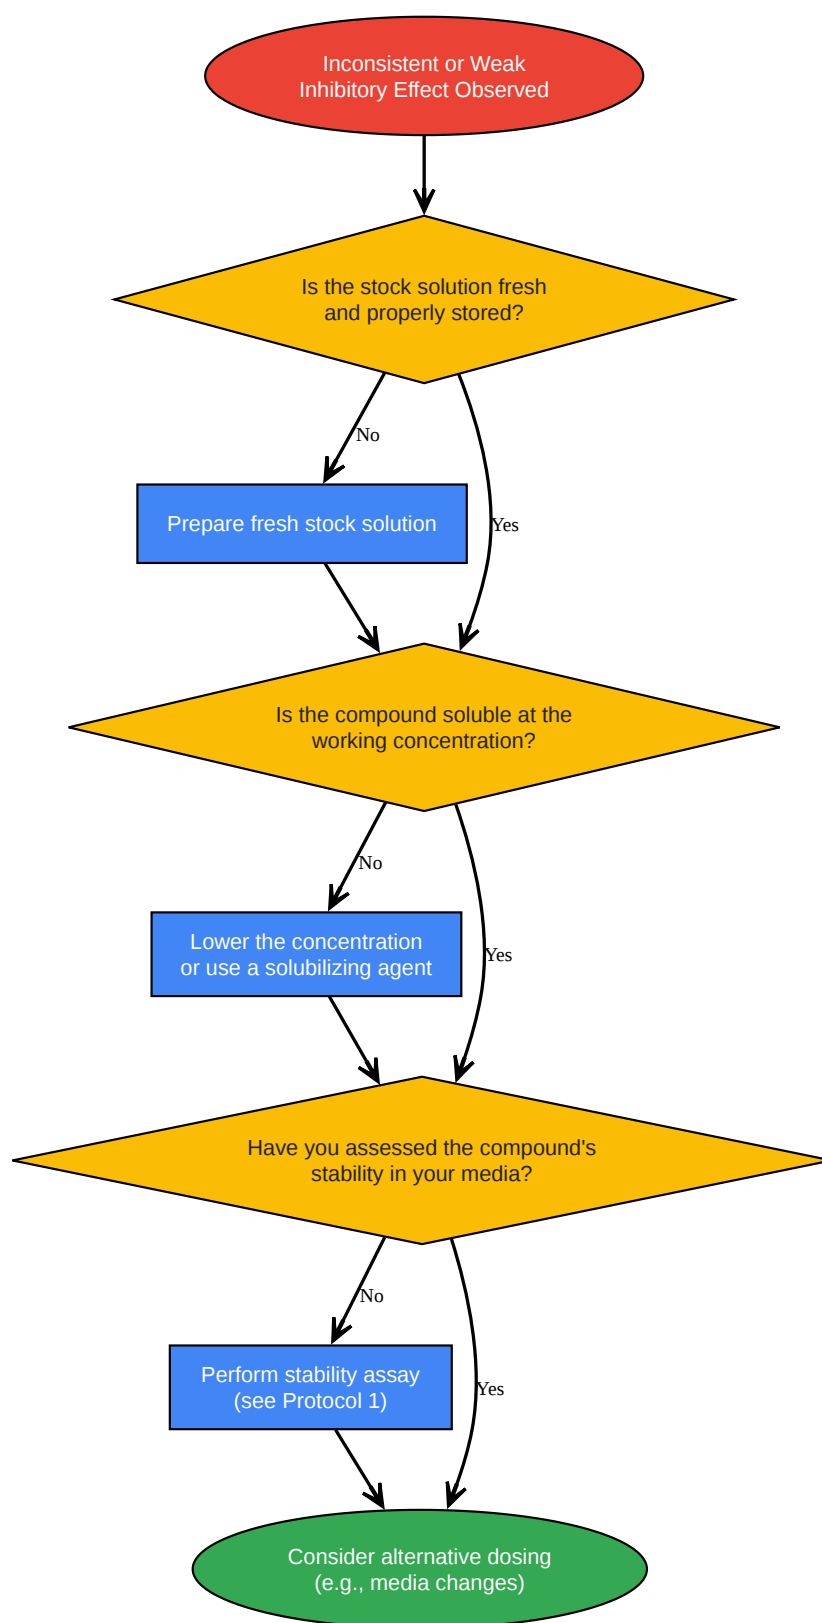 Inconsistent or Weak
Inhibitory Effect Observed
Is the stock solution fresh
and properly stored?
No
Prepare fresh stock solution
Yes
Is the compound soluble at the
working concentration?
No
Lower the concentration
or use a solubilizing agent
Yes
Have you assessed the compound's
stability in your media?
No
Perform stability assay
(see Protocol 1)
Yes
Consider alternative dosing
(e.g., media changes)